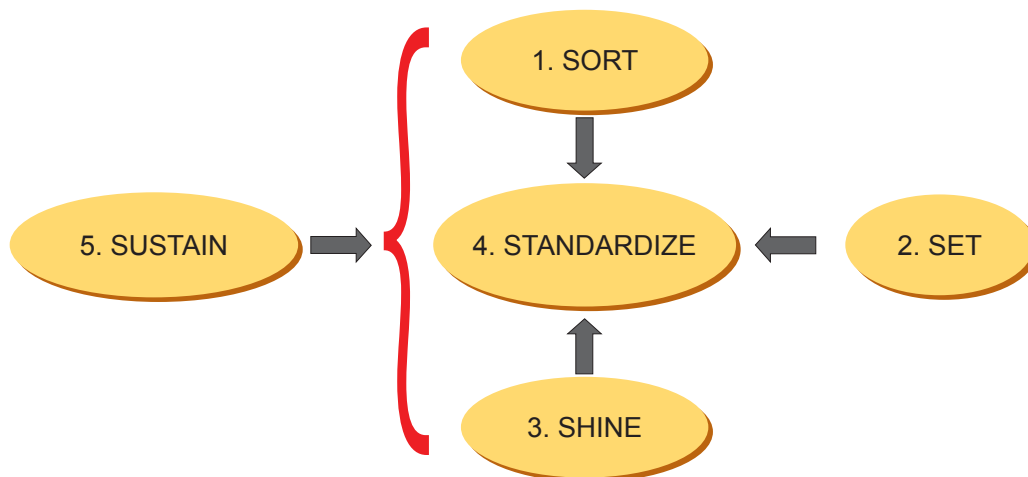 1. SORT
5. SUSTAIN
4. STANDARDIZE
2. SET
3. SHINE